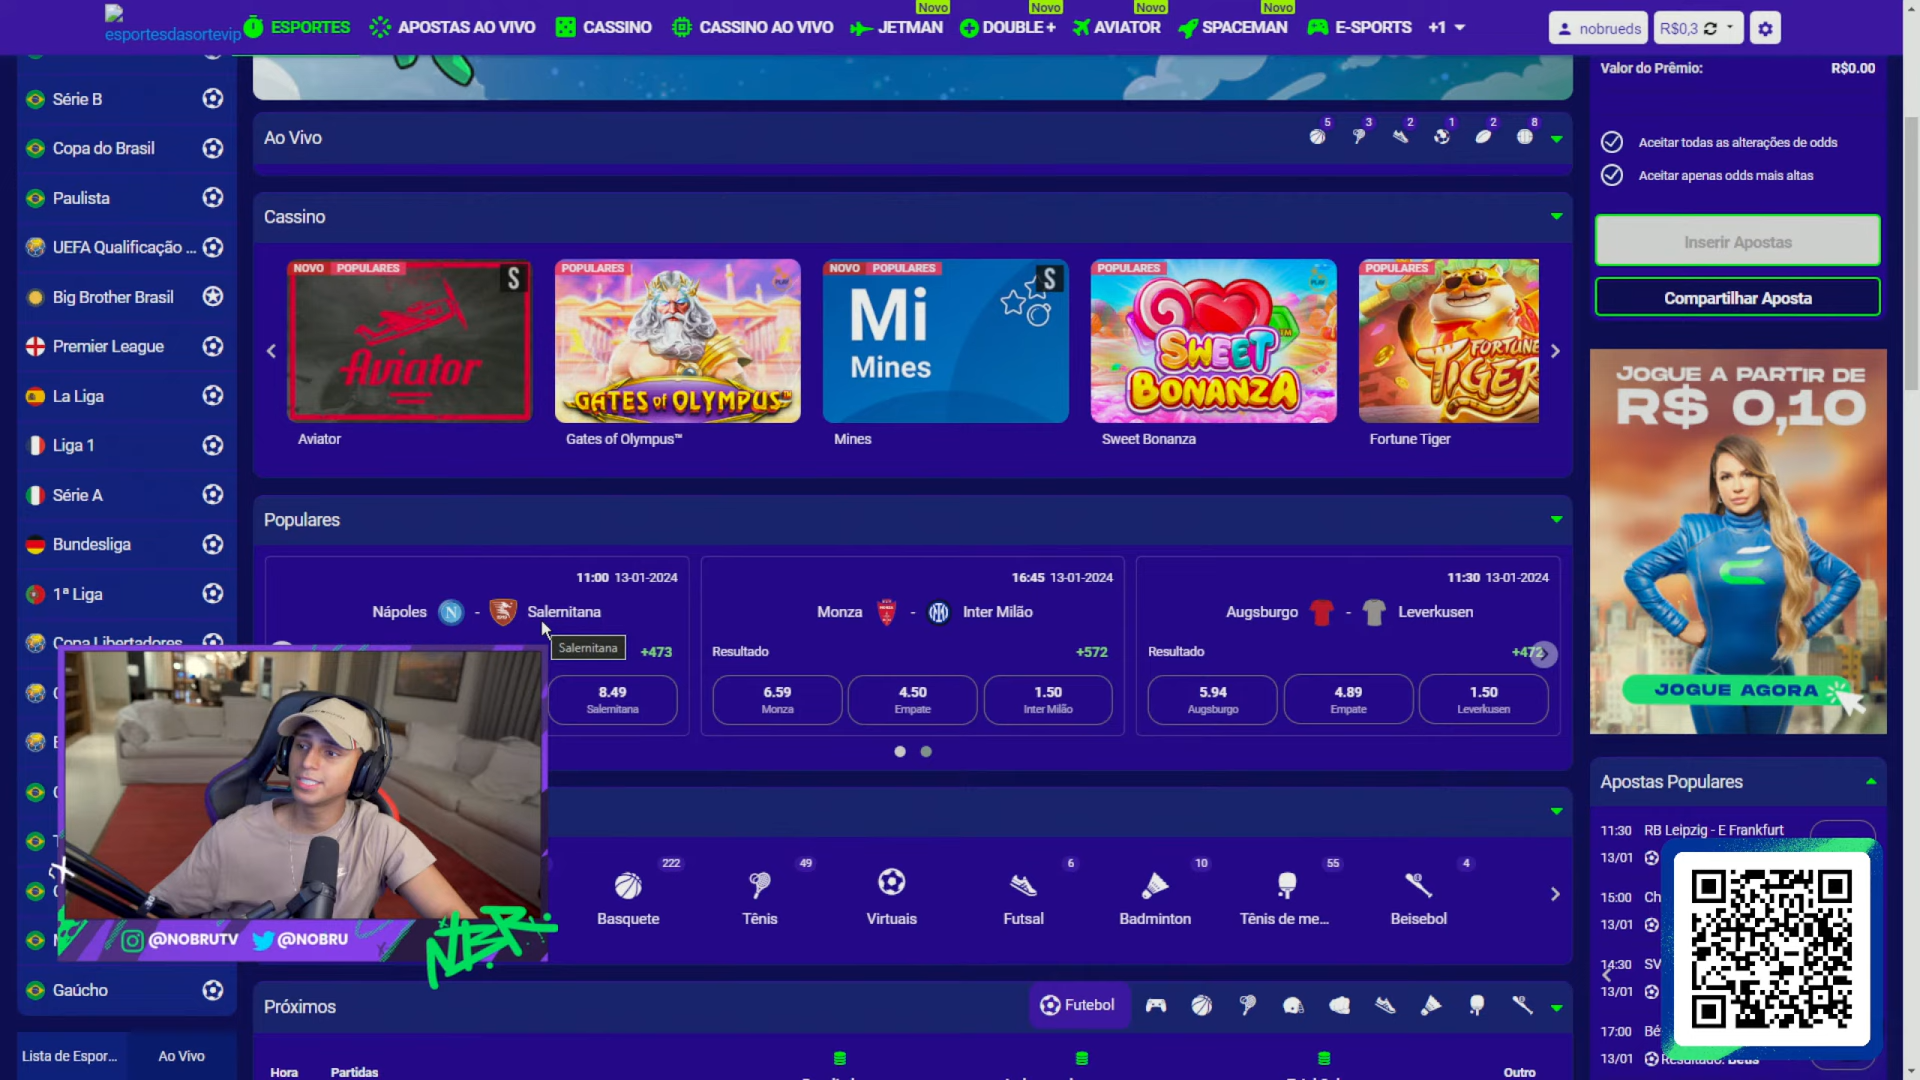 esportesdasortevip
ESPORTES
APOSTAS AO VIVO
CASSINO
CASSINO AO VIVO
Novo
JETMAN
Novo
DOUBLE+
Novo
AVIATOR
Novo
SPACEMAN
E-SPORTS
+1
nobrueds
R$0,3
Série B
Copa do Brasil
Paulista
UEFA Qualificação ...
Big Brother Brasil
Premier League
La Liga
Liga 1
Série A
Bundesliga
1ª Liga
Copa Libertadores
Gaúcho
Lista de Espor...
Ao Vivo
Ao Vivo
5
3
2
1
2
8
Cassino
NOVO POPULARES
S
Aviator
Aviator
POPULARES
GATES of OLYMPUS™
Gates of Olympus™
NOVO POPULARES
S
Mi
Mines
Mines
POPULARES
SWEET
BONANZA
Sweet Bonanza
POPULARES
FORTUNE
TIGER
Fortune Tiger
Populares
11:00 13-01-2024
Nápoles
-
Salernitana
Salernitana
+473
8.49
Salernitana
16:45 13-01-2024
Monza
-
Inter Milão
Resultado
+572
6.59
Monza
4.50
Empate
1.50
Inter Milão
11:30 13-01-2024
Augsburgo
-
Leverkusen
Resultado
+472
5.94
Augsburgo
4.89
Empate
1.50
Leverkusen
222
Basquete
49
Tênis
Virtuais
6
Futsal
10
Badminton
55
Tênis de me...
4
Beisebol
@NOBRUTV
@NOBRU
NBR
Próximos
Futebol
Hora
Partidas
Outro
Valor do Prêmio:
R$0.00
Aceitar todas as alterações de odds
Aceitar apenas odds mais altas
Inserir Apostas
Compartilhar Aposta
JOGUE A PARTIR DE
R$ 0,10
JOGUE AGORA
Apostas Populares
11:30 RB Leipzig - E Frankfurt
13/01
15:00 Ch
13/01
14:30 SV
13/01
17:00 Bé
13/01 Resultado: Betis